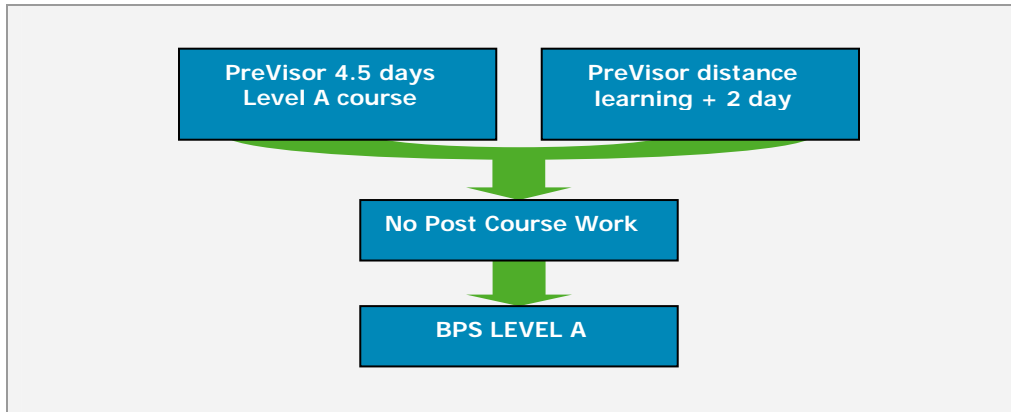 PreVisor 4.5 days
Level A course
PreVisor distance
learning + 2 day
No Post Course Work
BPS LEVEL A